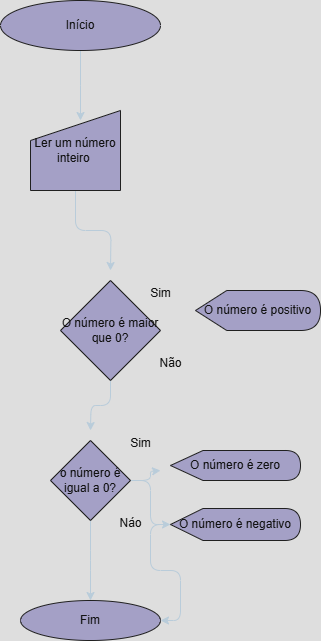 Início
Ler um número
inteiro
Sim
O número é maior
que 0?
O número é positivo
Não
Sim
o número é
igual a 0?
O número é zero
Náo
O número é negativo
Fim